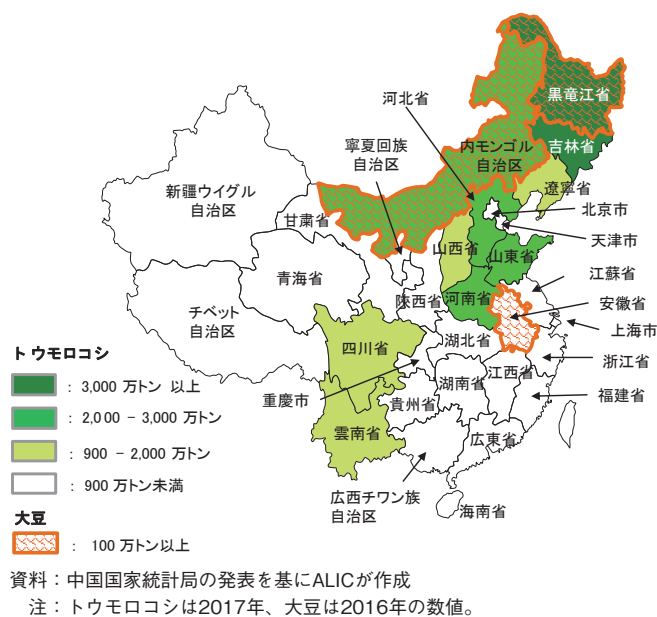 黒竜江省
河北省
吉林省
寧夏回族
自治区
内モンゴル
自治区
新疆ウイグル
自治区
遼寧省
北京市
甘粛省
天津市
山西省
山東省
青海省
江蘇省
陝西省
河南省
安徽省
チベット
自治区
上海市
四川省
湖北省
浙江省
江西省
湖南省
重慶市
貴州省
福建省
雲南省
広東省
広西チワン族
自治区
海南省
トウモロコシ
： 3,000 万トン 以上
： 2,000 − 3,000 万トン
： 900 − 2,000 万トン
： 900 万トン未満
大豆
： 100 万トン以上
資料：中国国家統計局の発表を基にALICが作成
注：トウモロコシは2017年、大豆は2016年の数値。